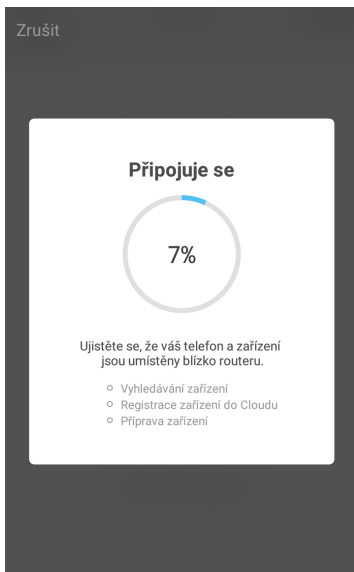 Zrušit
Připojuje se
7%
Ujistěte se, že váš telefon a zařízení
jsou umístěny blízko routeru.
Vyhledávání zařízení
Registrace zařízení do Cloudu
Příprava zařízení